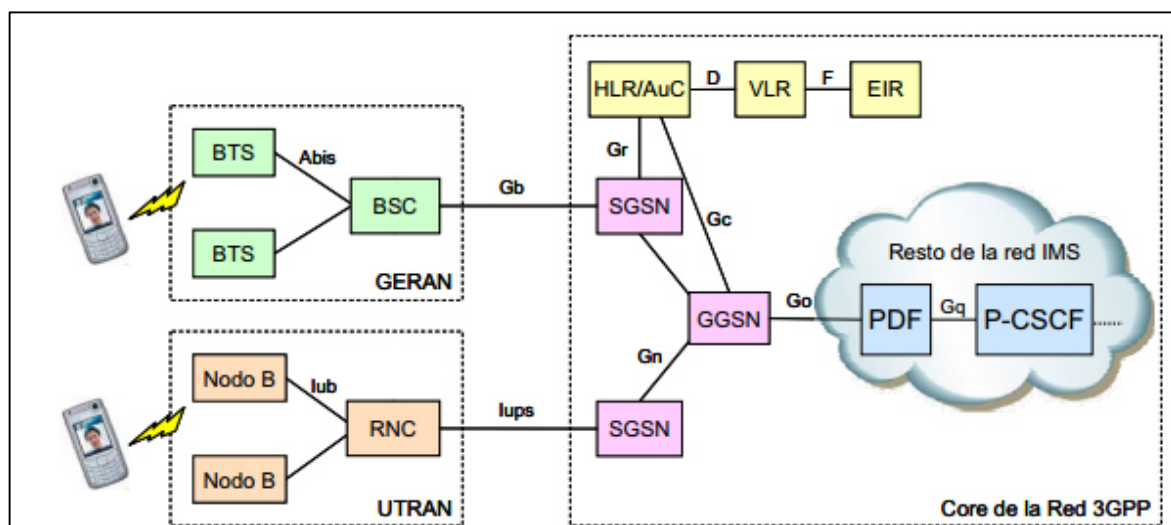 HLR/AuC
D
VLR
F
EIR
BTS
Abis
BSC
BTS
GERAN
Gb
Gr
SGSN
Gc
GGSN
Gn
SGSN
Go
Resto de la red IMS
PDF
Gq
P-CSCF
Nodo B
Iub
RNC
Nodo B
UTRAN
Iups
Core de la Red 3GPP